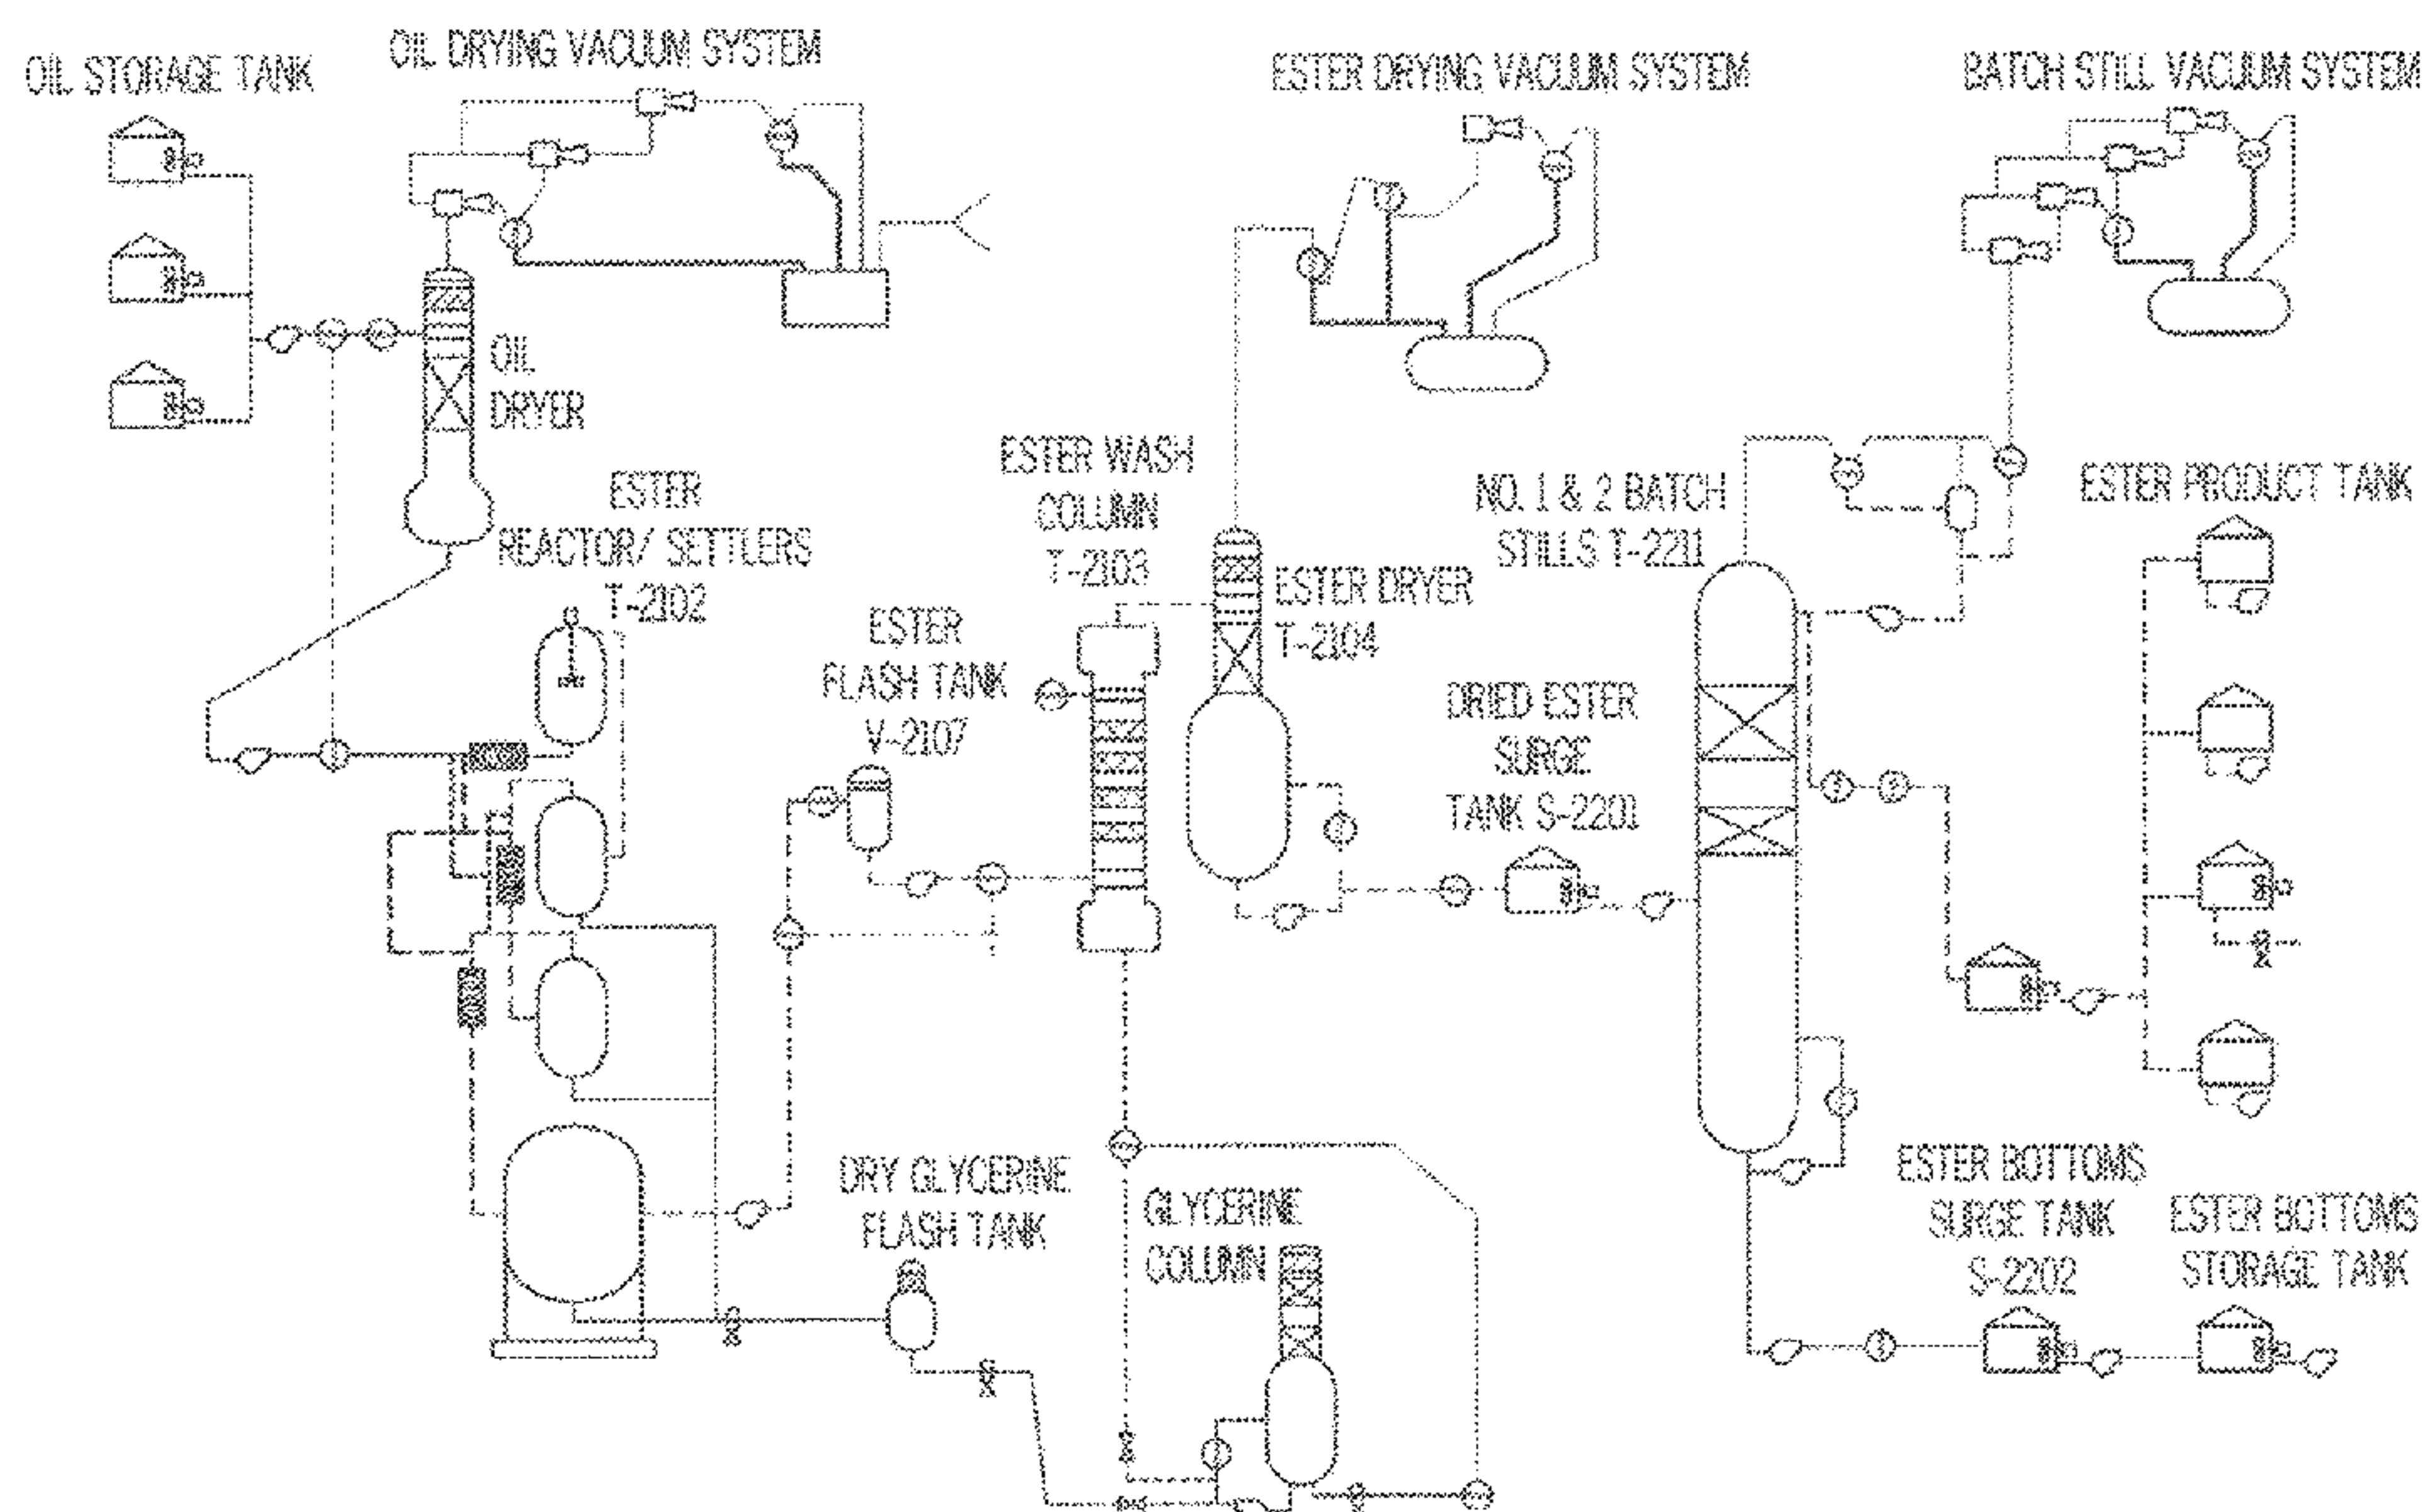 OIL STORAGE TANK
OIL DRYING VACUUM SYSTEM
ESTER DRYING VACUUM SYSTEM
BATCH STILL VACUUM SYSTEM
OIL
DRYER
ESTER
REACTOR/ SETTLERS
T-2102
ESTER
FLASH TANK
V-2107
ESTER WASH
COLUMN
T-2103
ESTER DRYER
T-2104
NO. 1 & 2 BATCH
STILLS T-2211
ESTER PRODUCT TANK
DRIED ESTER
SURGE
TANK S-2201
DRY GLYCERINE
FLASH TANK
GLYCERINE
COLUMN
ESTER BOTTOMS
SURGE TANK
S-2202
ESTER BOTTOMS
STORAGE TANK